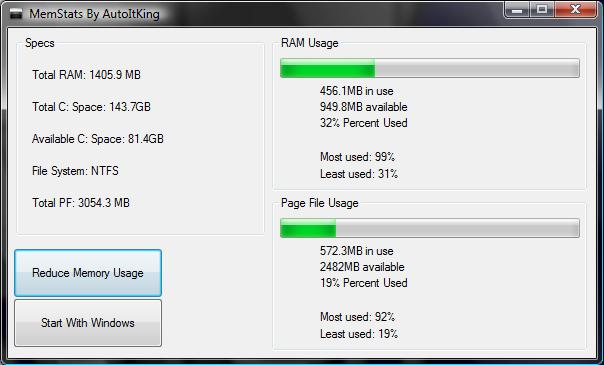 MemStats By AutoItKing
Specs
Total RAM: 1405.9 MB
Total C: Space: 143.7GB
Available C: Space: 81.4GB
File System: NTFS
Total PF: 3054.3 MB
Reduce Memory Usage
Start With Windows
RAM Usage
456.1MB in use
949.8MB available
32% Percent Used
Most used: 99%
Least used: 31%
Page File Usage
572.3MB in use
2482MB available
19% Percent Used
Most used: 92%
Least used: 19%